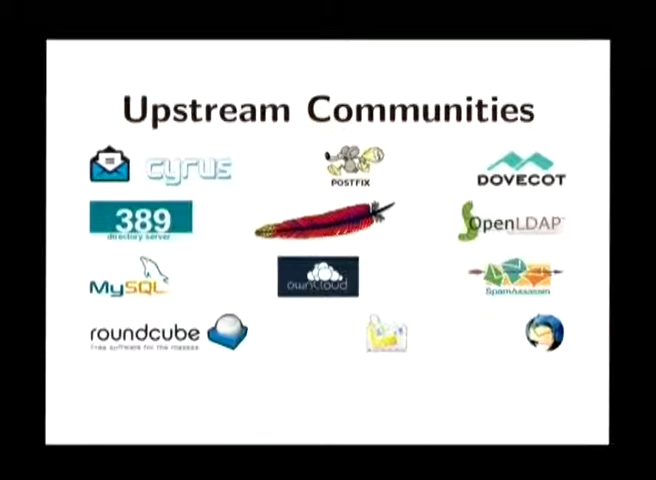 Upstream Communities
cyrus
POSTFIX
DOVECOT
389
directory server
OpenLDAP
MySQL
ownCloud
SpamAssassin
roundcube
Free software for the masses